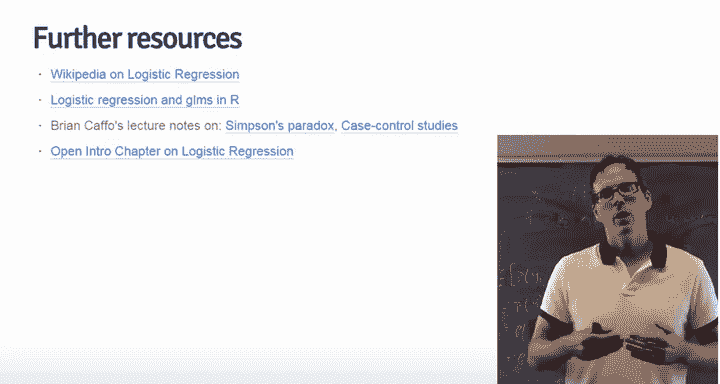 Further resources
Wikipedia on Logistic Regression
Logistic regression and glms in R
Brian Caffo's lecture notes on: Simpson's paradox, Case-control studies
Open Intro Chapter on Logistic Regression